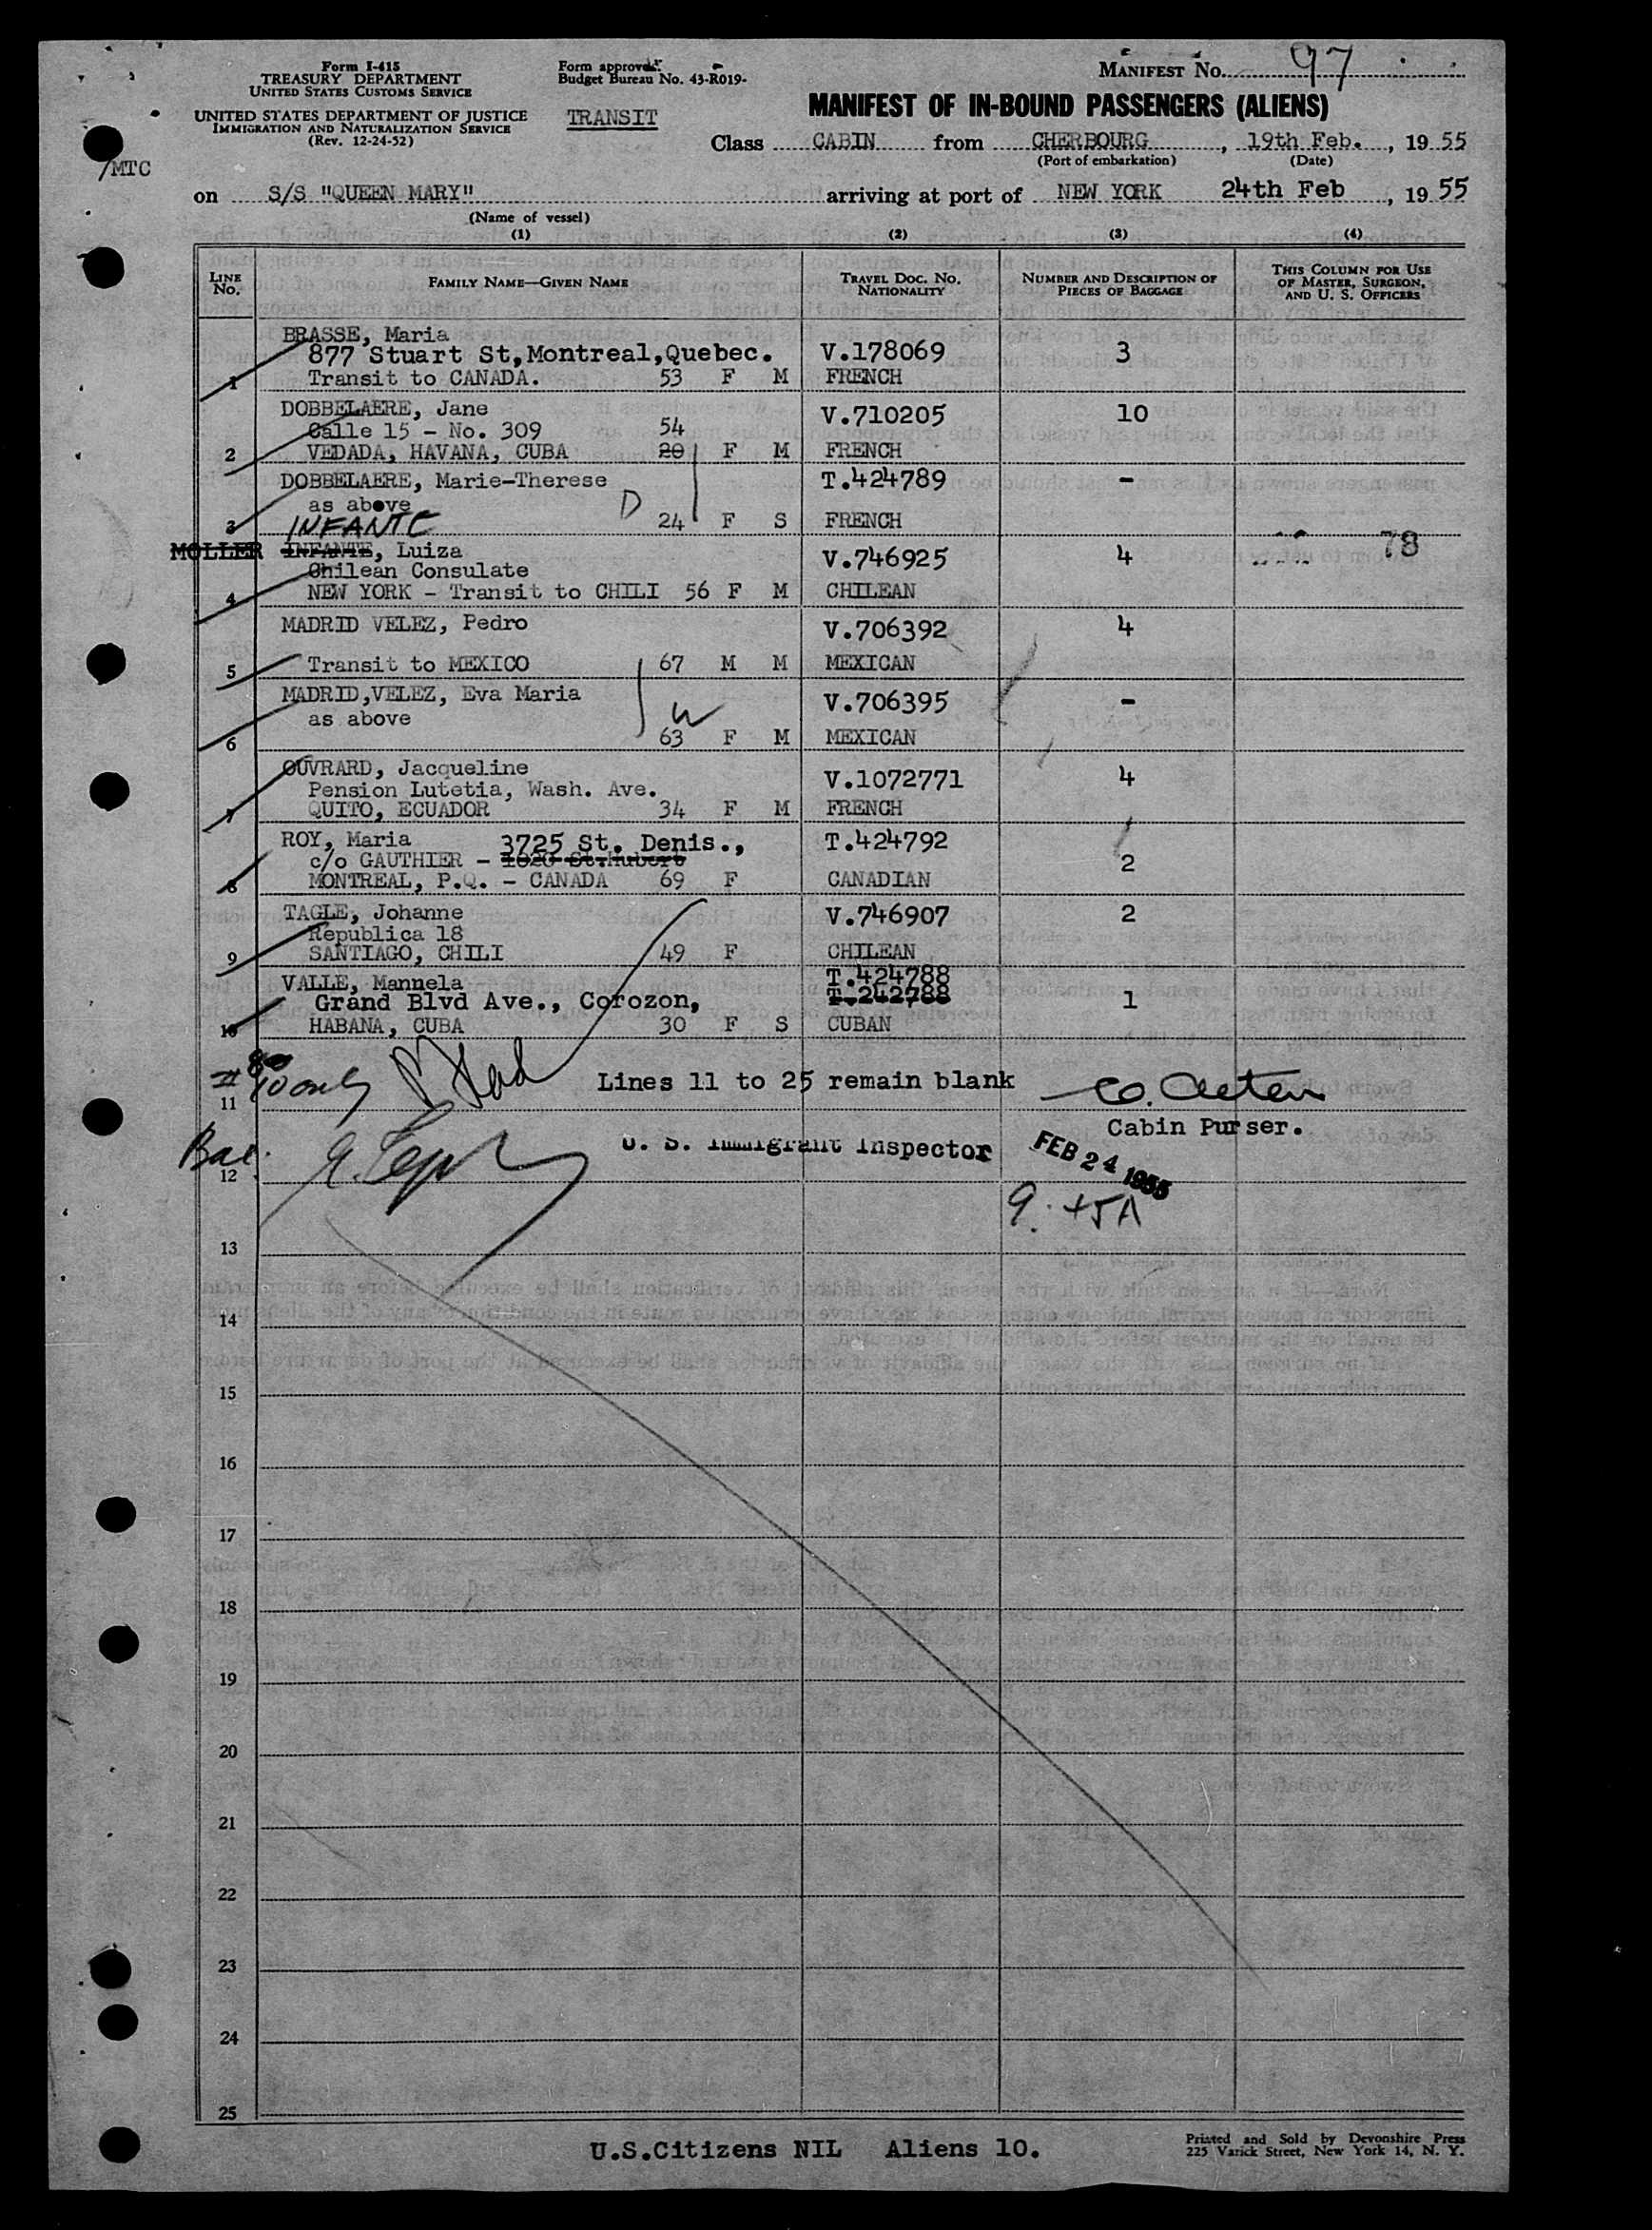 Form I-415
TREASURY DEPARTMENT
UNITED STATES CUSTOMS SERVICE
UNITED STATES DEPARTMENT OF JUSTICE
IMMIGRATION AND NATURALIZATION SERVICE
(Rev. 12-24-52)
Form approved.
Budget Bureau No. 43-R019-
TRANSIT
MANIFEST No. 97
MANIFEST OF IN-BOUND PASSENGERS (ALIENS)
Class CABIN from CHERBOURG, 19th Feb., 1955
(Port of embarkation) (Date)
/MTC
on S/S "QUEEN MARY" arriving at port of NEW YORK 24th Feb, 1955
(Name of vessel)
(1) (2) (3) (4)
LINE No. FAMILY NAME—GIVEN NAME TRAVEL DOC. NO. NATIONALITY NUMBER AND DESCRIPTION OF PIECES OF BAGGAGE THIS COLUMN FOR USE OF MASTER, SURGEON, AND U. S. OFFICERS
BRASSE, Maria
877 Stuart St, Montreal, Quebec. V.178069 3
1 Transit to CANADA. 53 F M FRENCH
DOBBELAERE, Jane V.710205 10
Calle 15 - No. 309 54
2 VEDADA, HAVANA, CUBA 20 F M FRENCH
DOBBELAERE, Marie-Therese T.424789 -
as above D
3 24 F S FRENCH
INFANTE
MOLLER INFANTE, Luiza V.746925 4 78
Chilean Consulate
4 NEW YORK - Transit to CHILI 56 F M CHILEAN
MADRID VELEZ, Pedro V.706392 4
5 Transit to MEXICO 67 M M MEXICAN
MADRID,VELEZ, Eva Maria V.706395 -
as above W
6 63 F M MEXICAN
OUVRARD, Jacqueline V.1072771 4
Pension Lutetia, Wash. Ave.
7 QUITO, ECUADOR 34 F M FRENCH
ROY, Maria 3725 St. Denis., T.424792
c/o GAUTHIER - 1020 St.Hubert 2
8 MONTREAL, P.Q. - CANADA 69 F CANADIAN
TAGLE, Johanne V.746907 2
Republica 18
9 SANTIAGO, CHILI 49 F CHILEAN
VALLE, Mannela T.424788
Grand Blvd Ave., Corozon, T.242788 1
10 HABANA, CUBA 30 F S CUBAN
10 only
11 Lines 11 to 25 remain blank
Cabin Purser.
Bae.
12 U. S. Immigrant Inspector FEB 24 1955
13
14
15
16
17
18
19
20
21
22
23
24
25
U.S.Citizens NIL Aliens 10.
Printed and Sold by Devonshire Press
225 Varick Street, New York 14, N. Y.